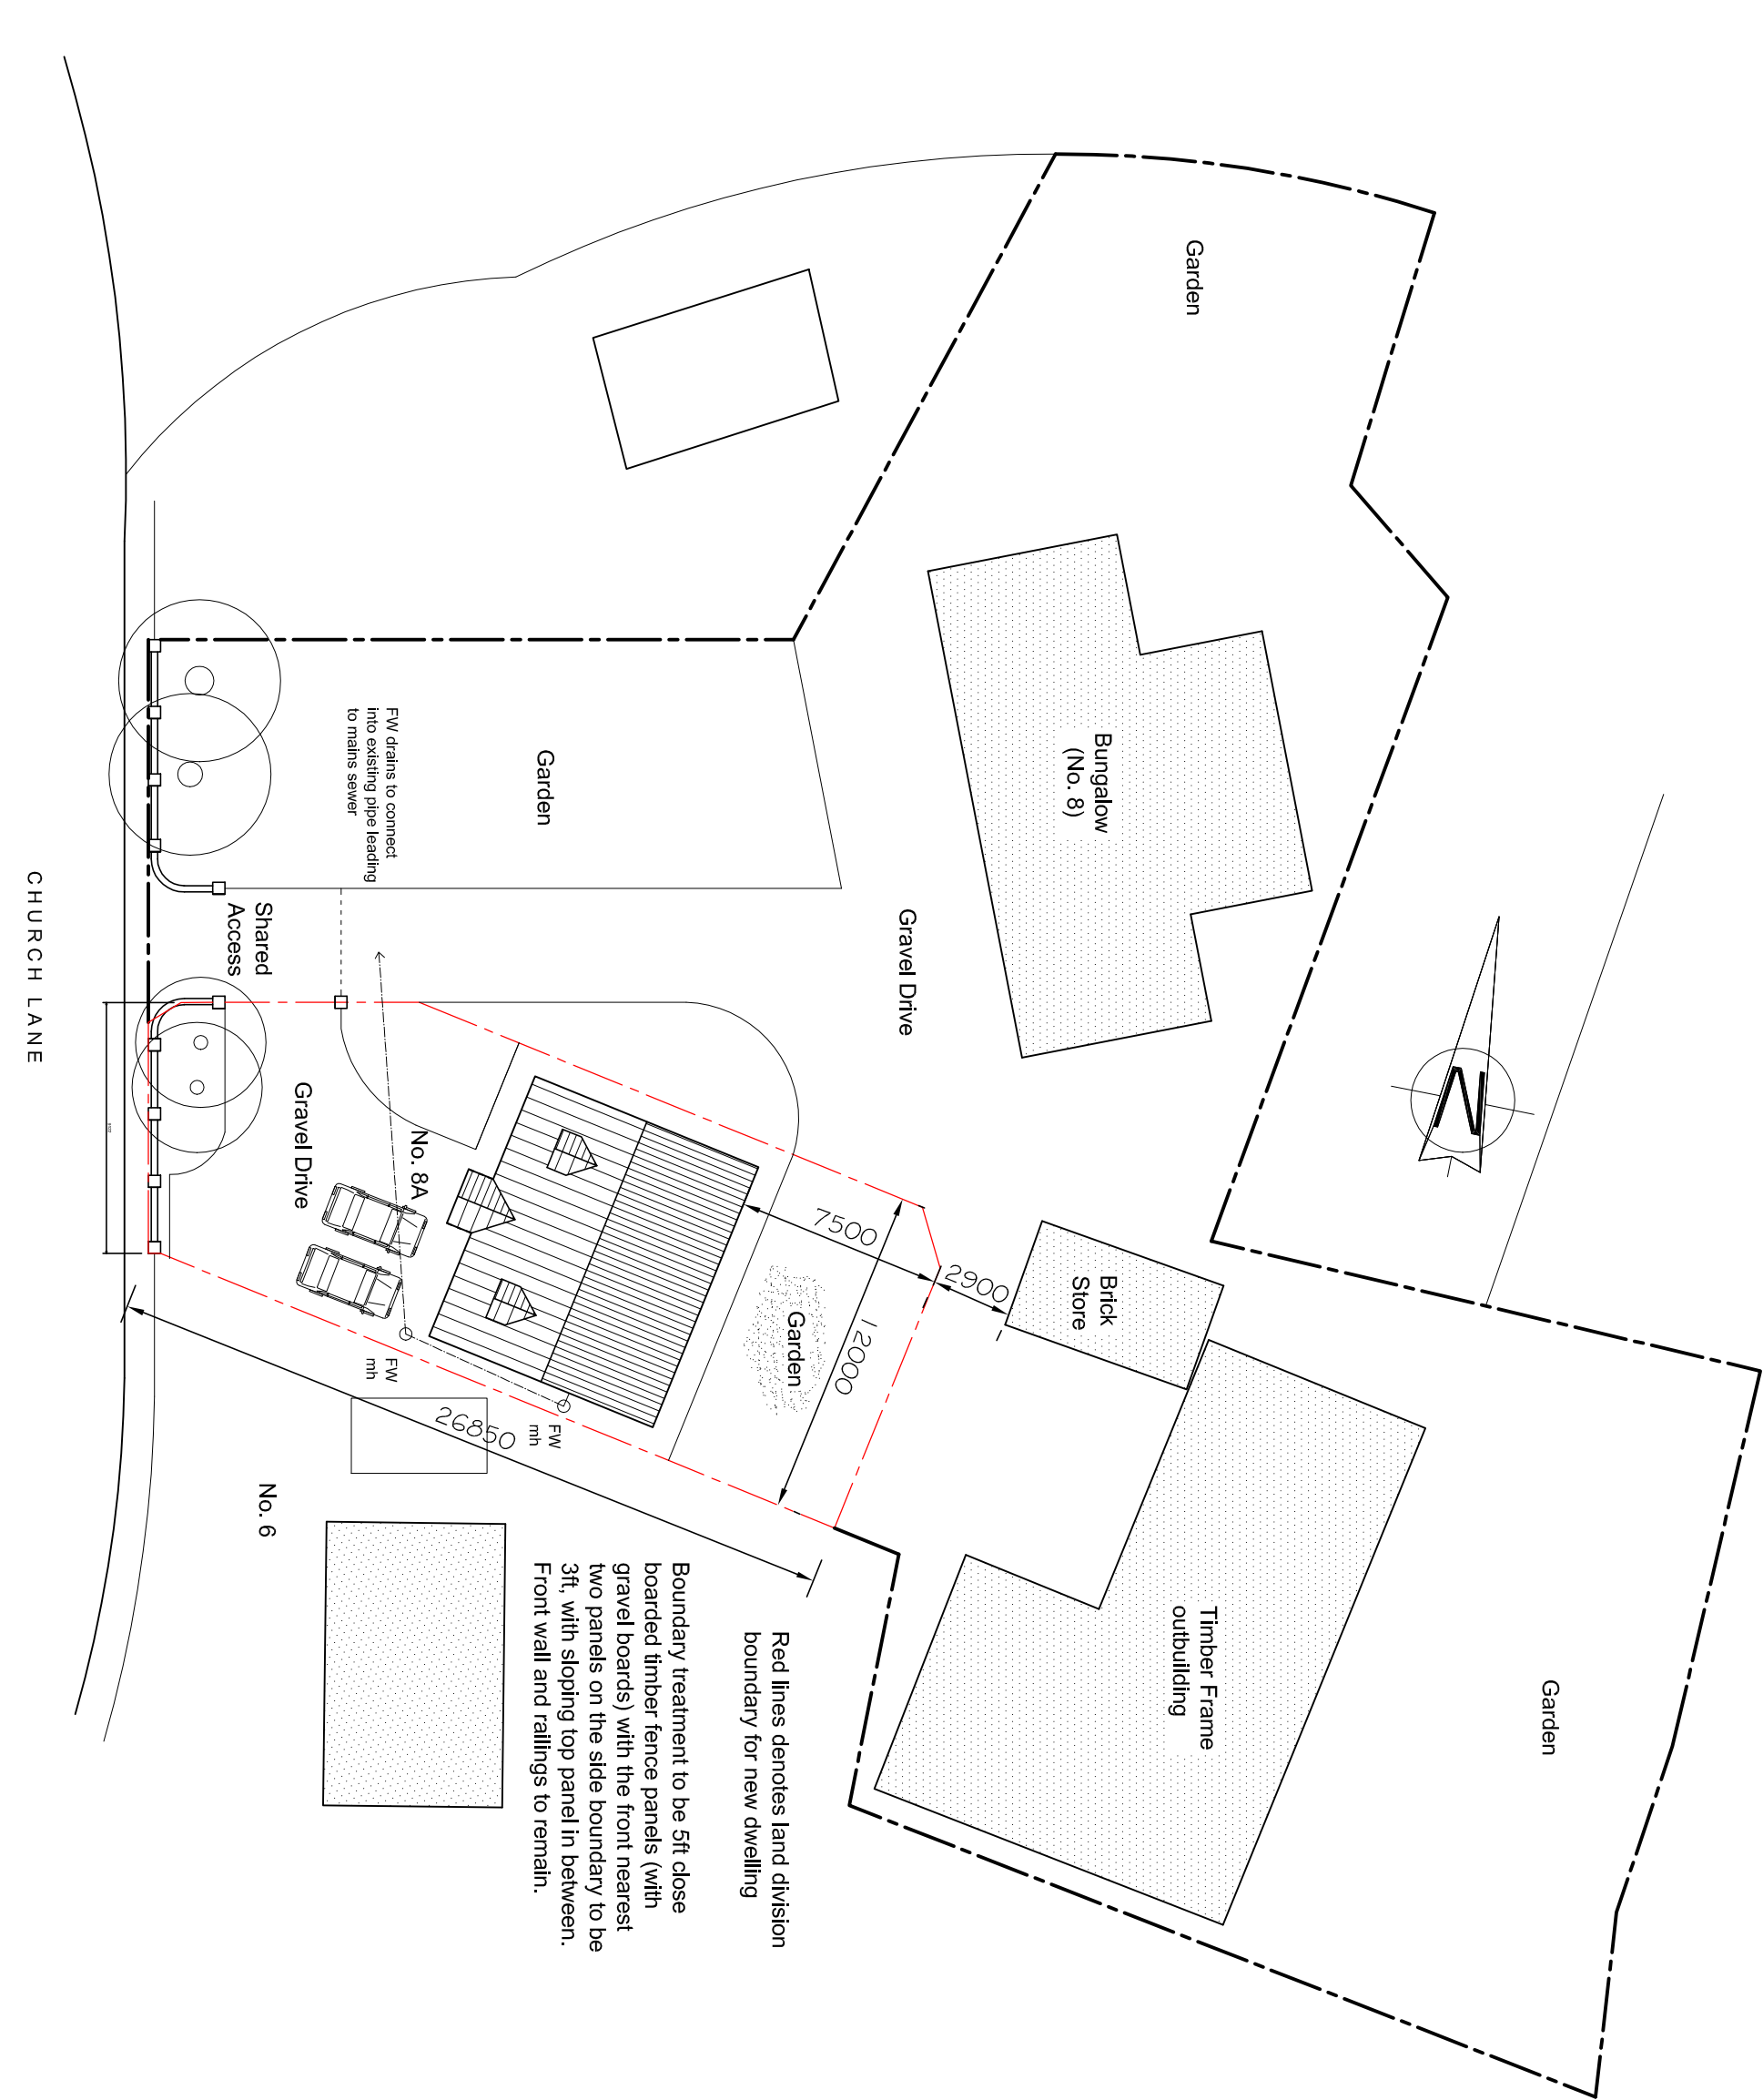 Garden
Bungalow
(No. 8)
Garden
FW drains to connect
into existing pipe leading
to mains sewer
Gravel Drive
Shared
Access
CHURCH LANE
N
Gravel Drive
No. 8A
7500
2900
12000
Garden
Brick
Store
26850
FW
mh
FW
mh
No. 6
Timber Frame
outbuilding
Garden
Red lines denotes land division
boundary for new dwelling
Boundary treatment to be 5ft close
boarded timber fence panels (with
gravel boards) with the front nearest
two panels on the side boundary to be
3ft, with sloping top panel in between.
Front wall and railings to remain.